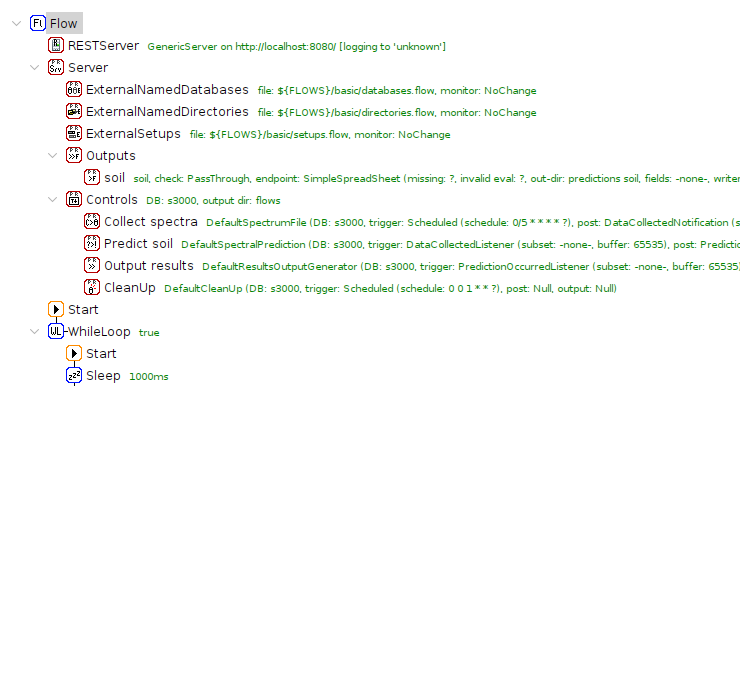 Flow
RESTServer GenericServer on http://localhost:8080/ [logging to 'unknown']
Server
ExternalNamedDatabases file: ${FLOWS}/basic/databases.flow, monitor: NoChange
ExternalNamedDirectories file: ${FLOWS}/basic/directories.flow, monitor: NoChange
ExternalSetups file: ${FLOWS}/basic/setups.flow, monitor: NoChange
Outputs
soil soil, check: PassThrough, endpoint: SimpleSpreadSheet (missing: ?, invalid eval: ?, out-dir: predictions soil, fields: -none-, writer
Controls DB: s3000, output dir: flows
Collect spectra DefaultSpectrumFile (DB: s3000, trigger: Scheduled (schedule: 0/5 * * * * ?), post: DataCollectedNotification (s
Predict soil DefaultSpectralPrediction (DB: s3000, trigger: DataCollectedListener (subset: -none-, buffer: 65535), post: Predictio
Output results DefaultResultsOutputGenerator (DB: s3000, trigger: PredictionOccurredListener (subset: -none-, buffer: 65535)
CleanUp DefaultCleanUp (DB: s3000, trigger: Scheduled (schedule: 0 0 1 * * ?), post: Null, output: Null)
Start
WhileLoop true
Start
Sleep 1000ms